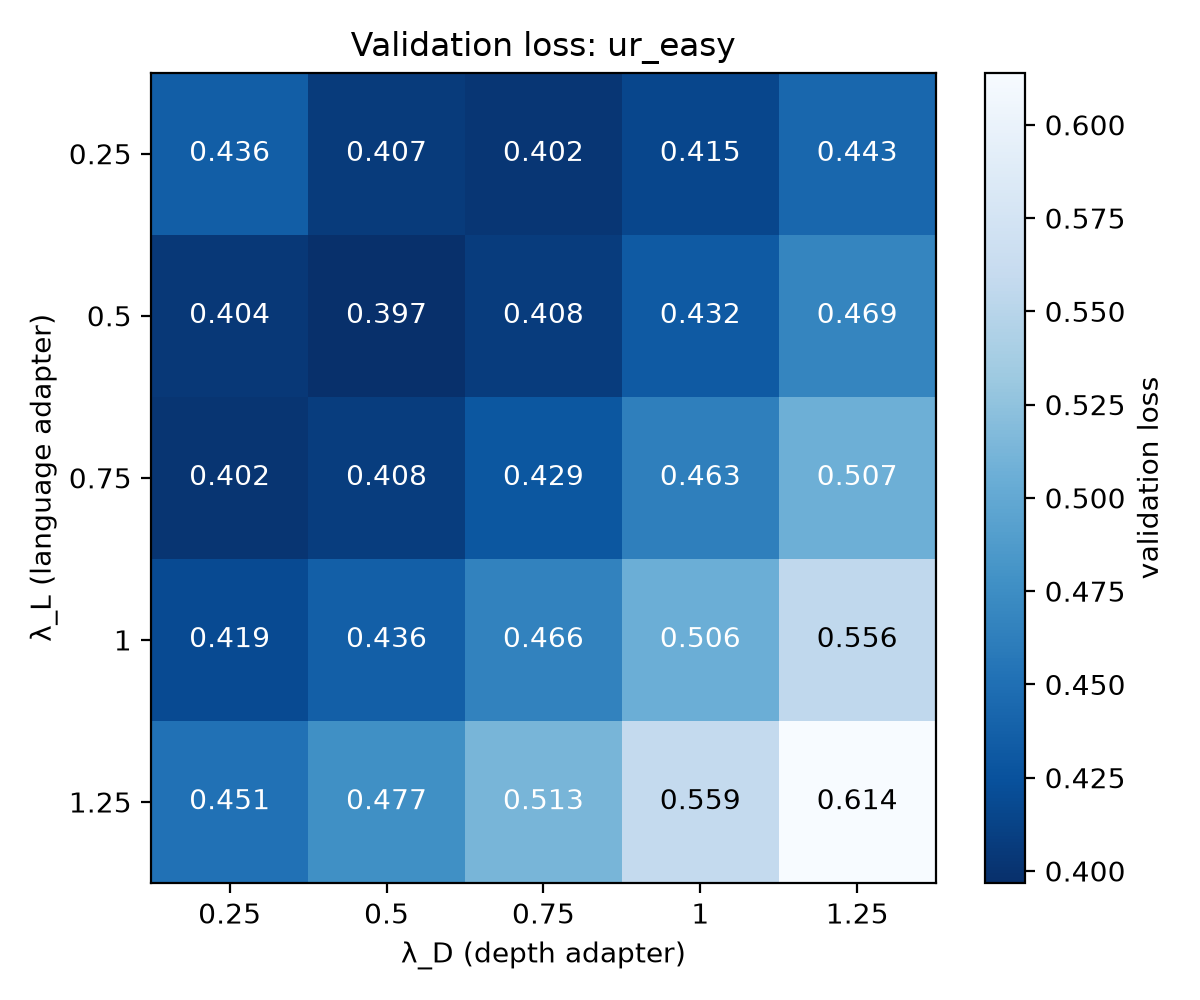 Validation loss: ur_easy
0.25 0.436 0.407 0.402 0.415 0.443
0.5 0.404 0.397 0.408 0.432 0.469
0.75 0.402 0.408 0.429 0.463 0.507
1 0.419 0.436 0.466 0.506 0.556
1.25 0.451 0.477 0.513 0.559 0.614
0.25 0.5 0.75 1 1.25
λ_D (depth adapter)
λ_L (language adapter)
0.600
0.575
0.550
0.525
0.500
0.475
0.450
0.425
0.400
validation loss